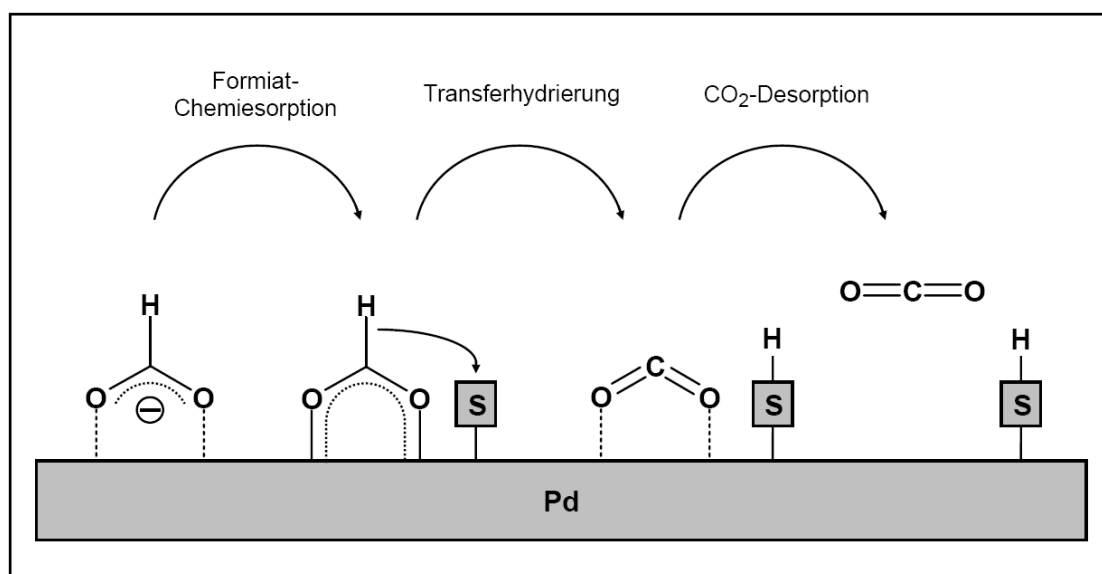 Formiat-
Chemiesorption
Transferhydrierung
CO₂-Desorption
O=C=O
H
H
H
H
C
O
O
O
O
S
O
O
S
S
−
Pd